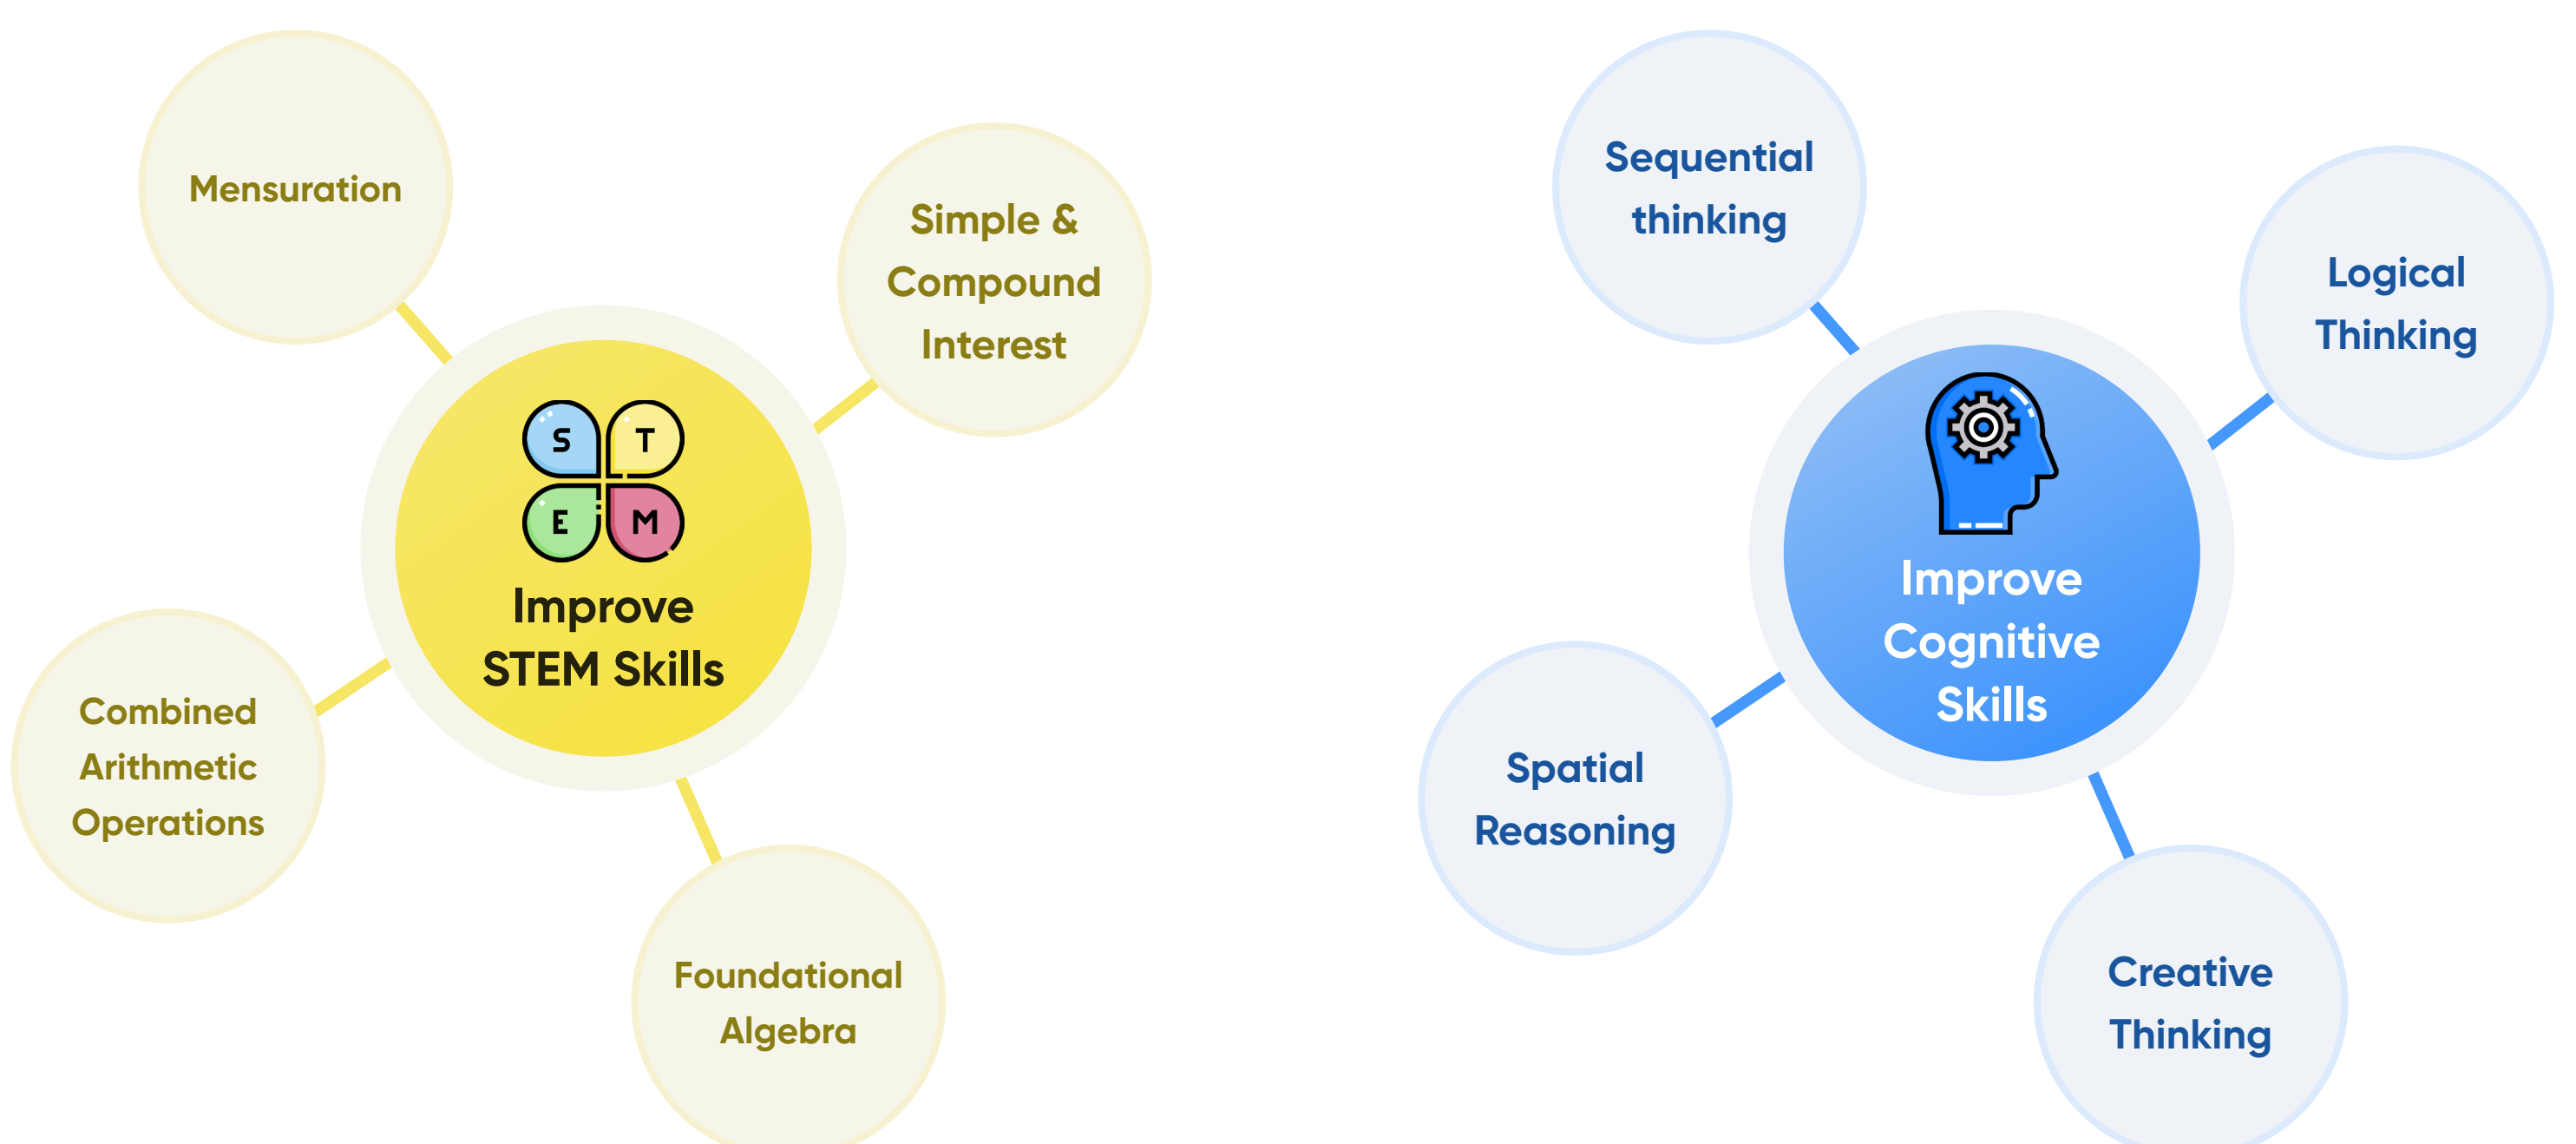 Mensuration
Simple &
Compound
Interest
S T
E M
Improve
STEM Skills
Combined
Arithmetic
Operations
Foundational
Algebra
Sequential
thinking
Logical
Thinking
Improve
Cognitive
Skills
Spatial
Reasoning
Creative
Thinking